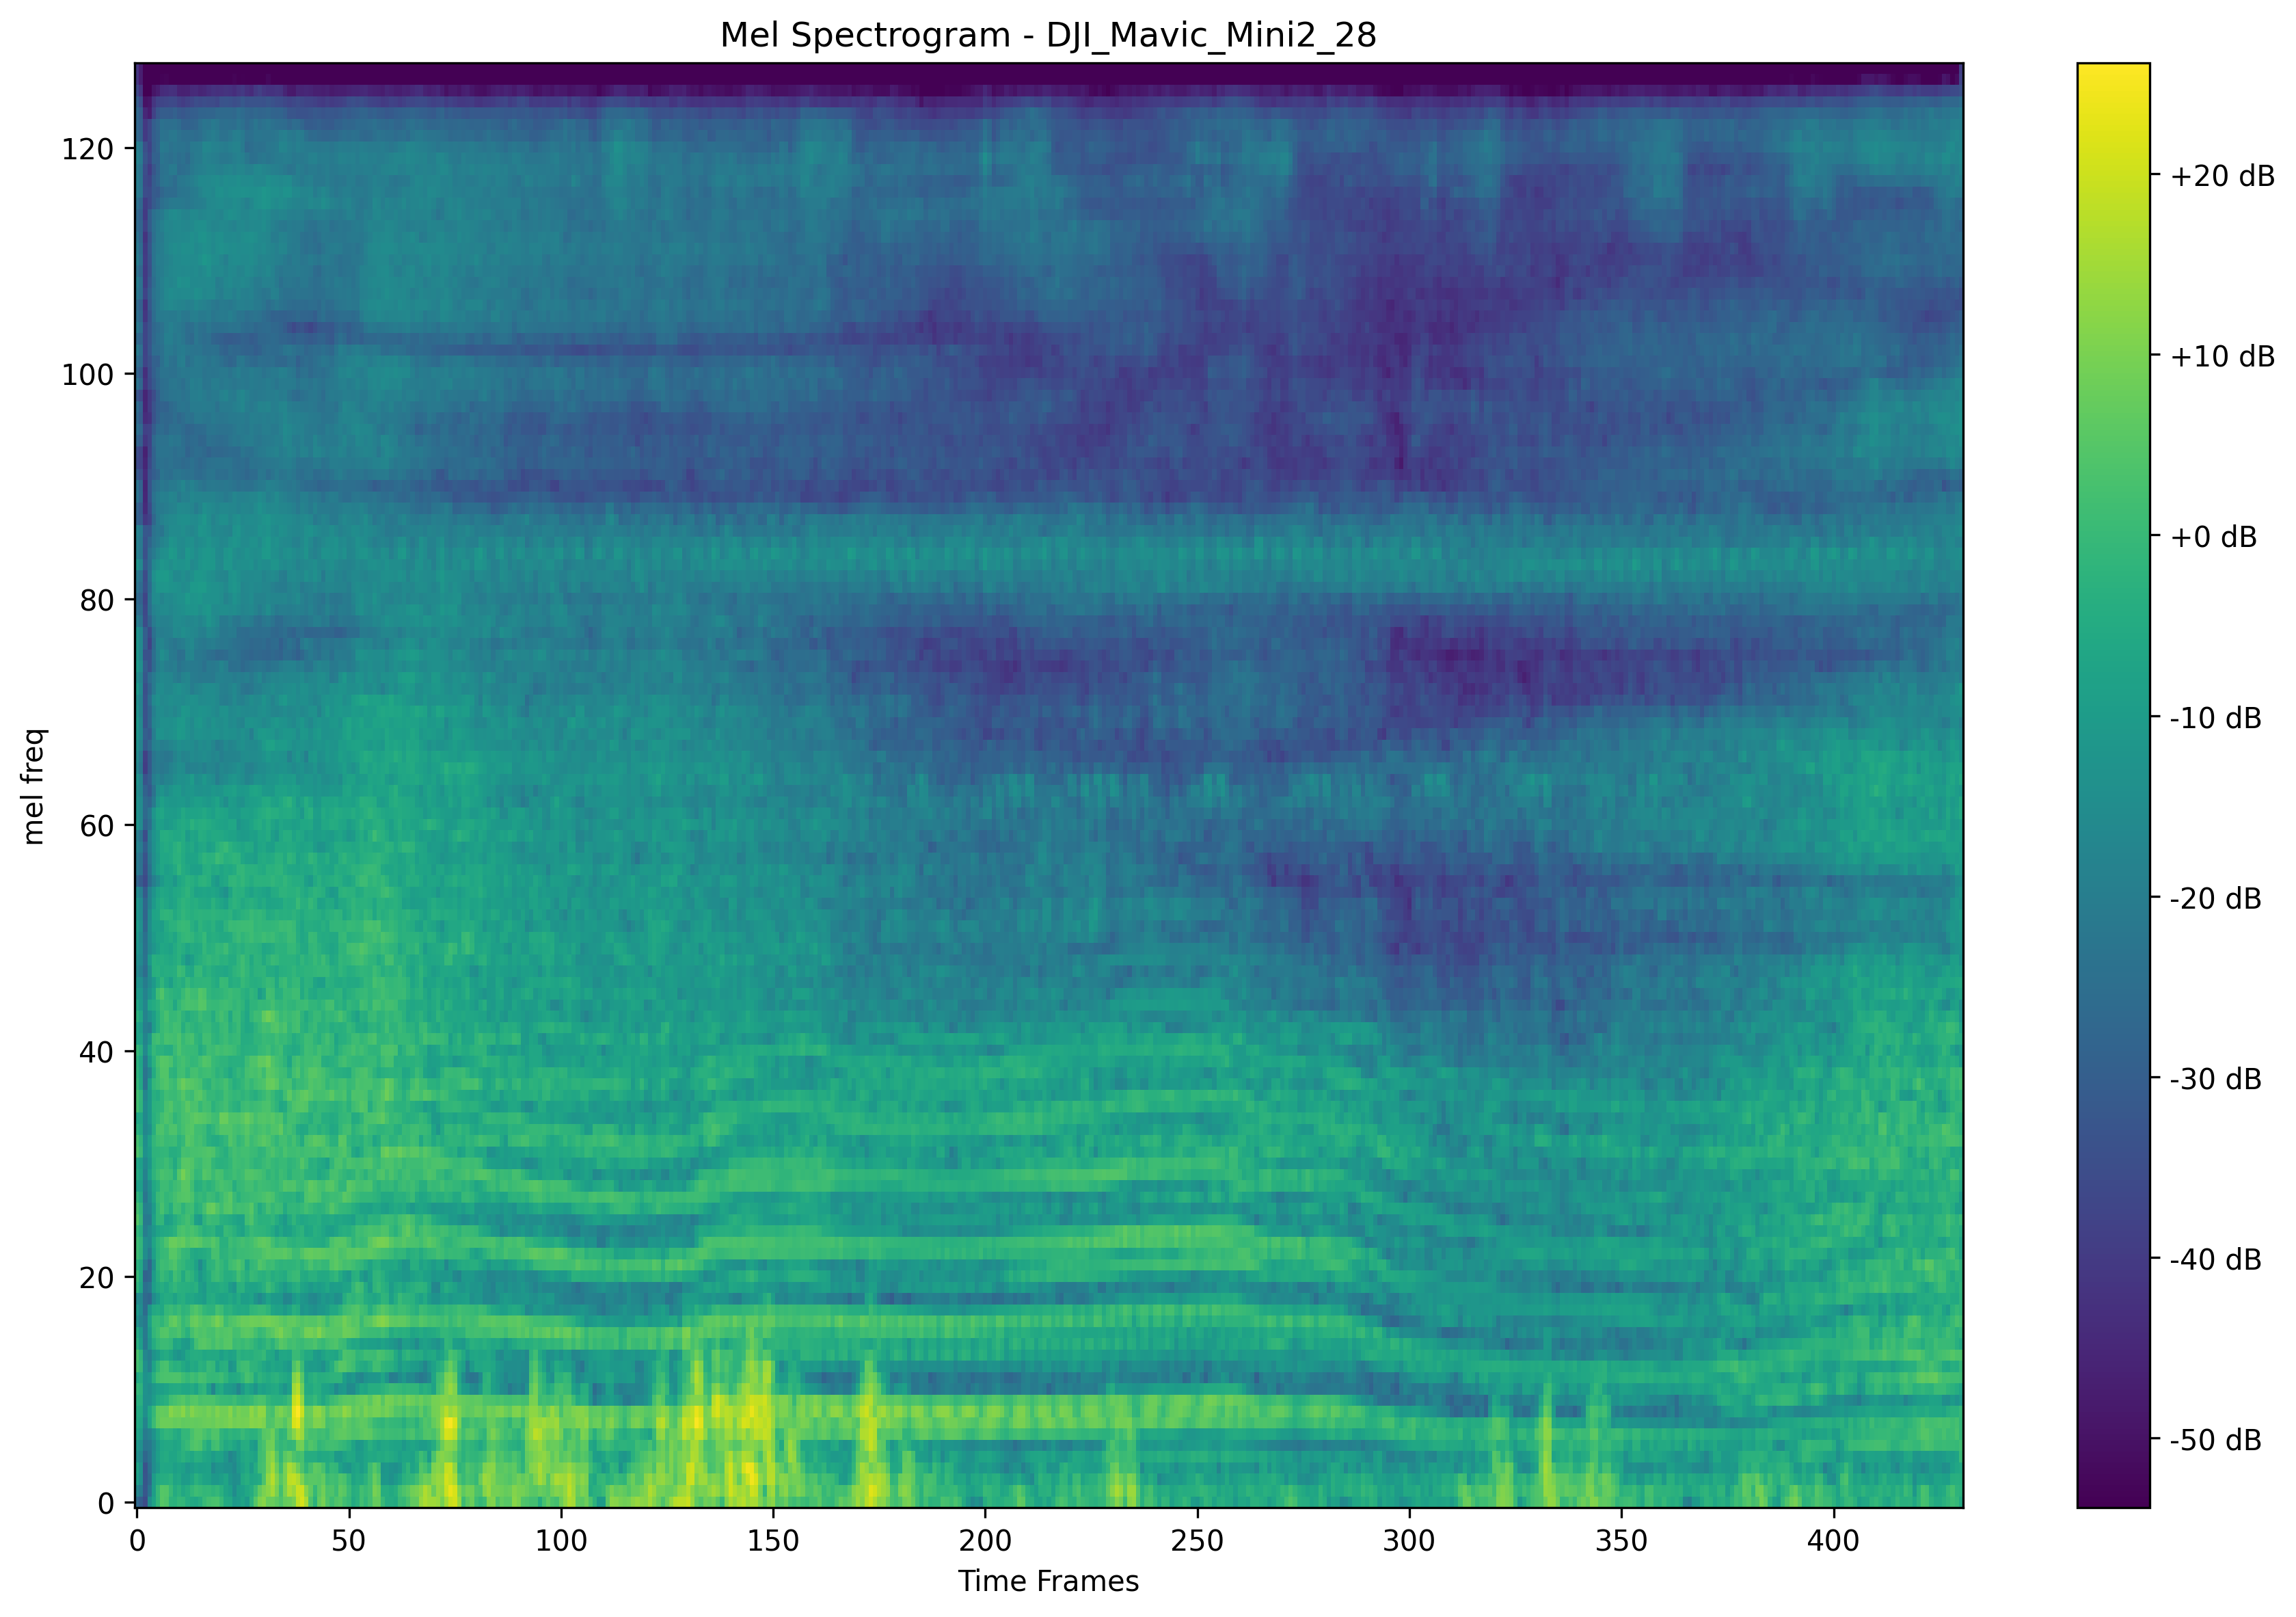 Mel Spectrogram - DJI_Mavic_Mini2_28
mel freq
120
100
80
60
40
20
0
0 50 100 150 200 250 300 350 400
Time Frames
+20 dB
+10 dB
+0 dB
-10 dB
-20 dB
-30 dB
-40 dB
-50 dB